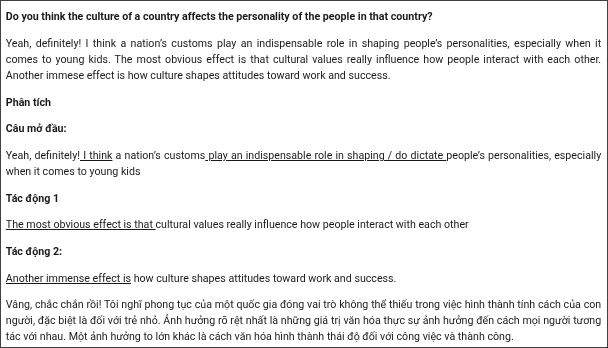 Do you think the culture of a country affects the personality of the people in that country?
Yeah, definitely! I think a nation's customs play an indispensable role in shaping people's personalities, especially when it
comes to young kids. The most obvious effect is that cultural values really influence how people interact with each other.
Another immese effect is how culture shapes attitudes toward work and success.
Phân tích
Câu mở đầu:
Yeah, definitely! I think a nation's customs play an indispensable role in shaping / do dictate people's personalities, especially
when it comes to young kids
Tác động 1
The most obvious effect is that cultural values really influence how people interact with each other
Tác động 2:
Another immense effect is how culture shapes attitudes toward work and success.
Vâng, chắc chắn rồi! Tôi nghĩ phong tục của một quốc gia đóng vai trò không thể thiếu trong việc hình thành tính cách của con
người, đặc biệt là đối với trẻ nhỏ. Ảnh hưởng rõ rệt nhất là những giá trị văn hóa thực sự ảnh hưởng đến cách mọi người tương
tác với nhau. Một ảnh hưởng to lớn khác là cách văn hóa hình thành thái độ đối với công việc và thành công.